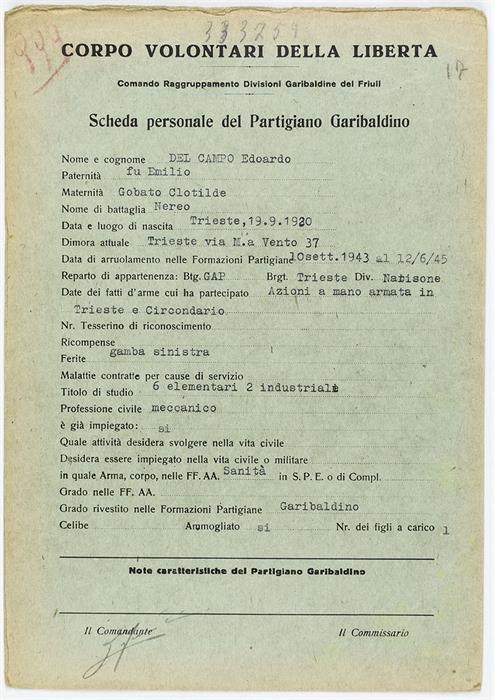 333259
993
17
CORPO VOLONTARI DELLA LIBERTA
Comando Raggruppamento Divisioni Garibaldine del Friuli
Scheda personale del Partigiano Garibaldino
Nome e cognome DEL CAMPO Edoardo
Paternità fu Emilio
Maternità Gobato Clotilde
Nome di battaglia Nereo
Data e luogo di nascita Trieste,19.9.1920
Dimora attuale Trieste via M.a Vento 37
Data di arruolamento nelle Formazioni Partigiane 10sett.1943 al 12/6/45
Reparto di appartenenza: Btg. GAP Brgt. Trieste Div. Natisone
Date dei fatti d'arme cui ha partecipato Azioni a mano armata in
Trieste e Circondario
Nr. Tesserino di riconoscimento
Ricompense
Ferite gamba sinistra
Malattie contratte per cause di servizio
Titolo di studio 6 elementari 2 industriali
Professione civile meccanico
è già impiegato: si
Quale attività desidera svolgere nella vita civile
Desidera essere impiegato nella vita civile o militare
in quale Arma, corpo, nelle FF. AA. Sanità in S. P. E. o di Compl.
Grado nelle FF. AA.
Grado rivestito nelle Formazioni Partigiane Garibaldino
Celibe Ammogliato si Nr. dei figli a carico 1
Note caratteristiche del Partigiano Garibaldino
Il Comandante Il Commissario